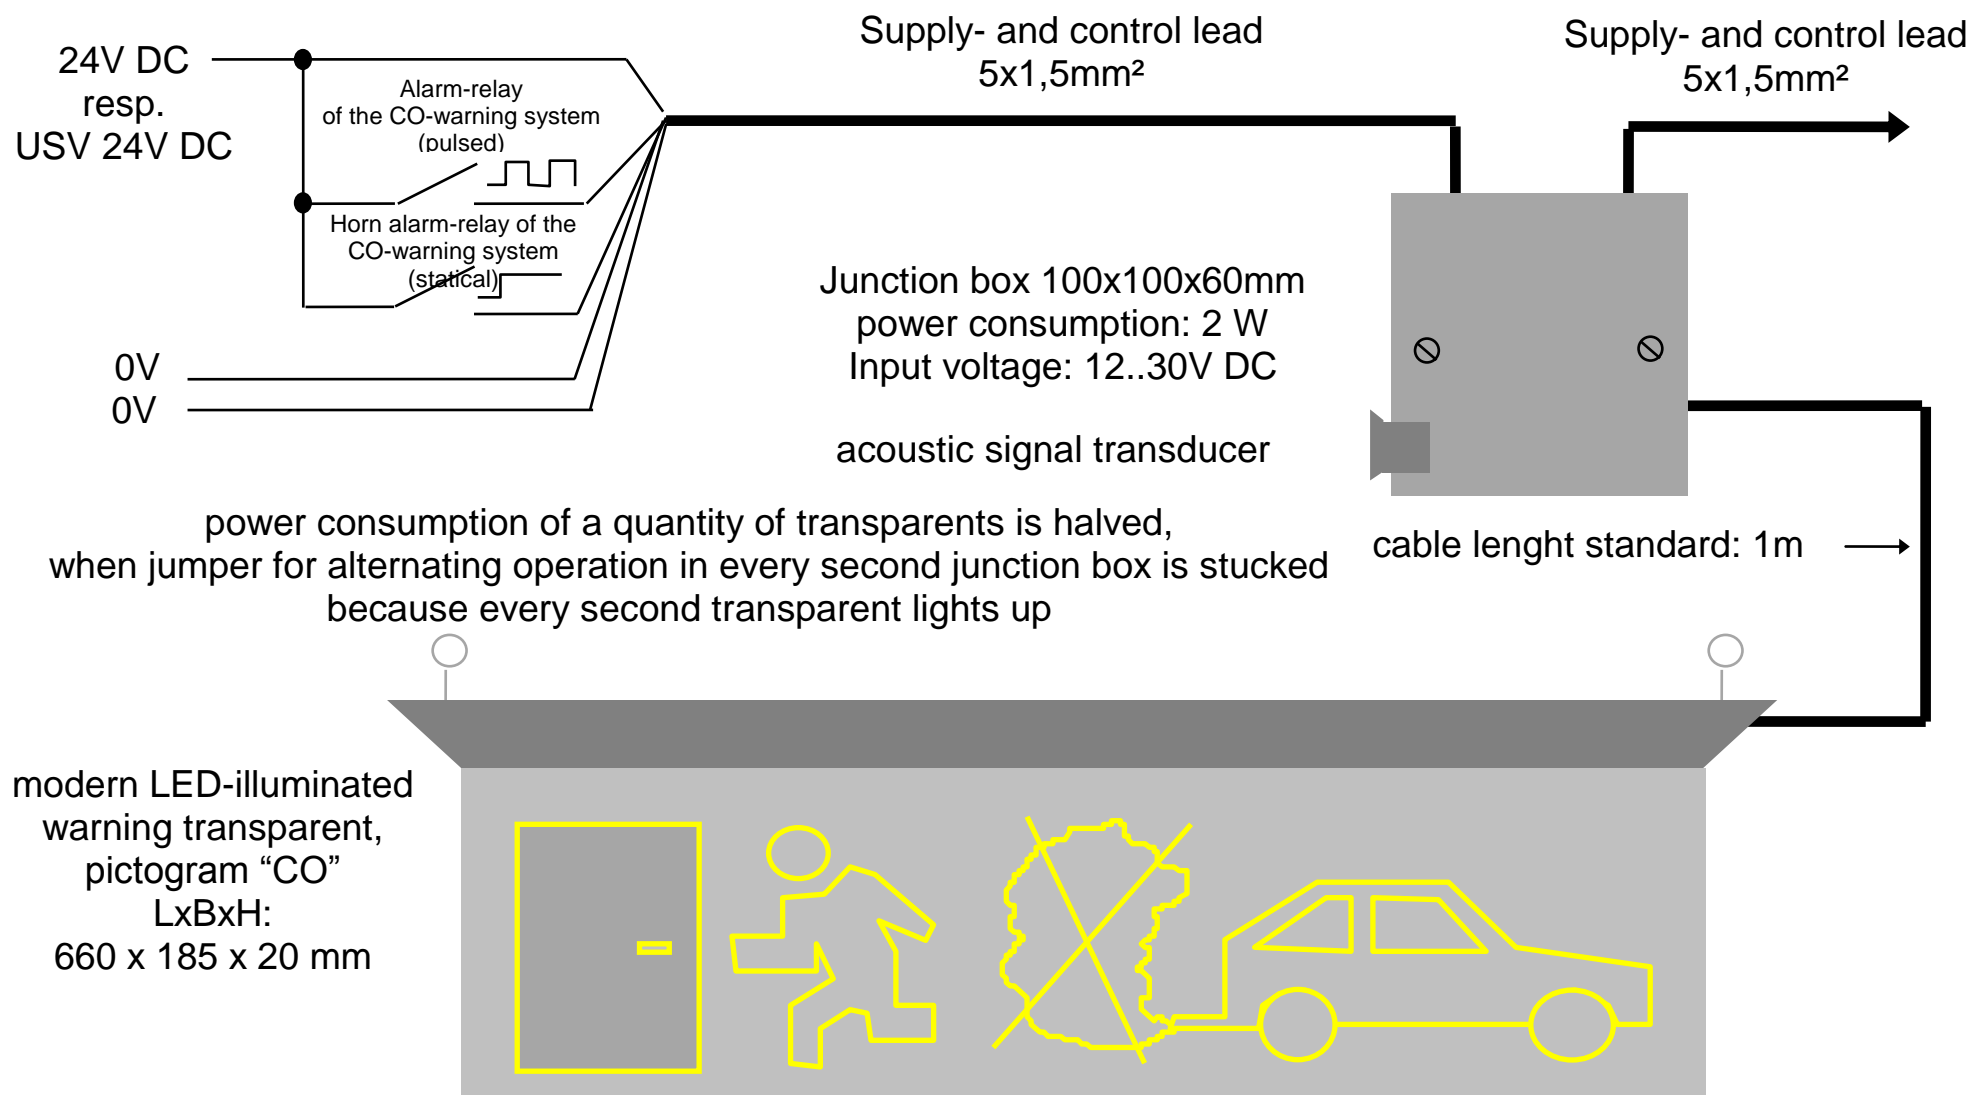 24V DC
resp.
USV 24V DC
Alarm-relay
of the CO-warning system
(pulsed)
Horn alarm-relay of the
CO-warning system
(statical)
0V
0V
Supply- and control lead
5x1,5mm²
Supply- and control lead
5x1,5mm²
Junction box 100x100x60mm
power consumption: 2 W
Input voltage: 12..30V DC
acoustic signal transducer
power consumption of a quantity of transparents is halved,
when jumper for alternating operation in every second junction box is stucked
because every second transparent lights up
cable lenght standard: 1m
modern LED-illuminated
warning transparent,
pictogram “CO”
LxBxH:
660 x 185 x 20 mm